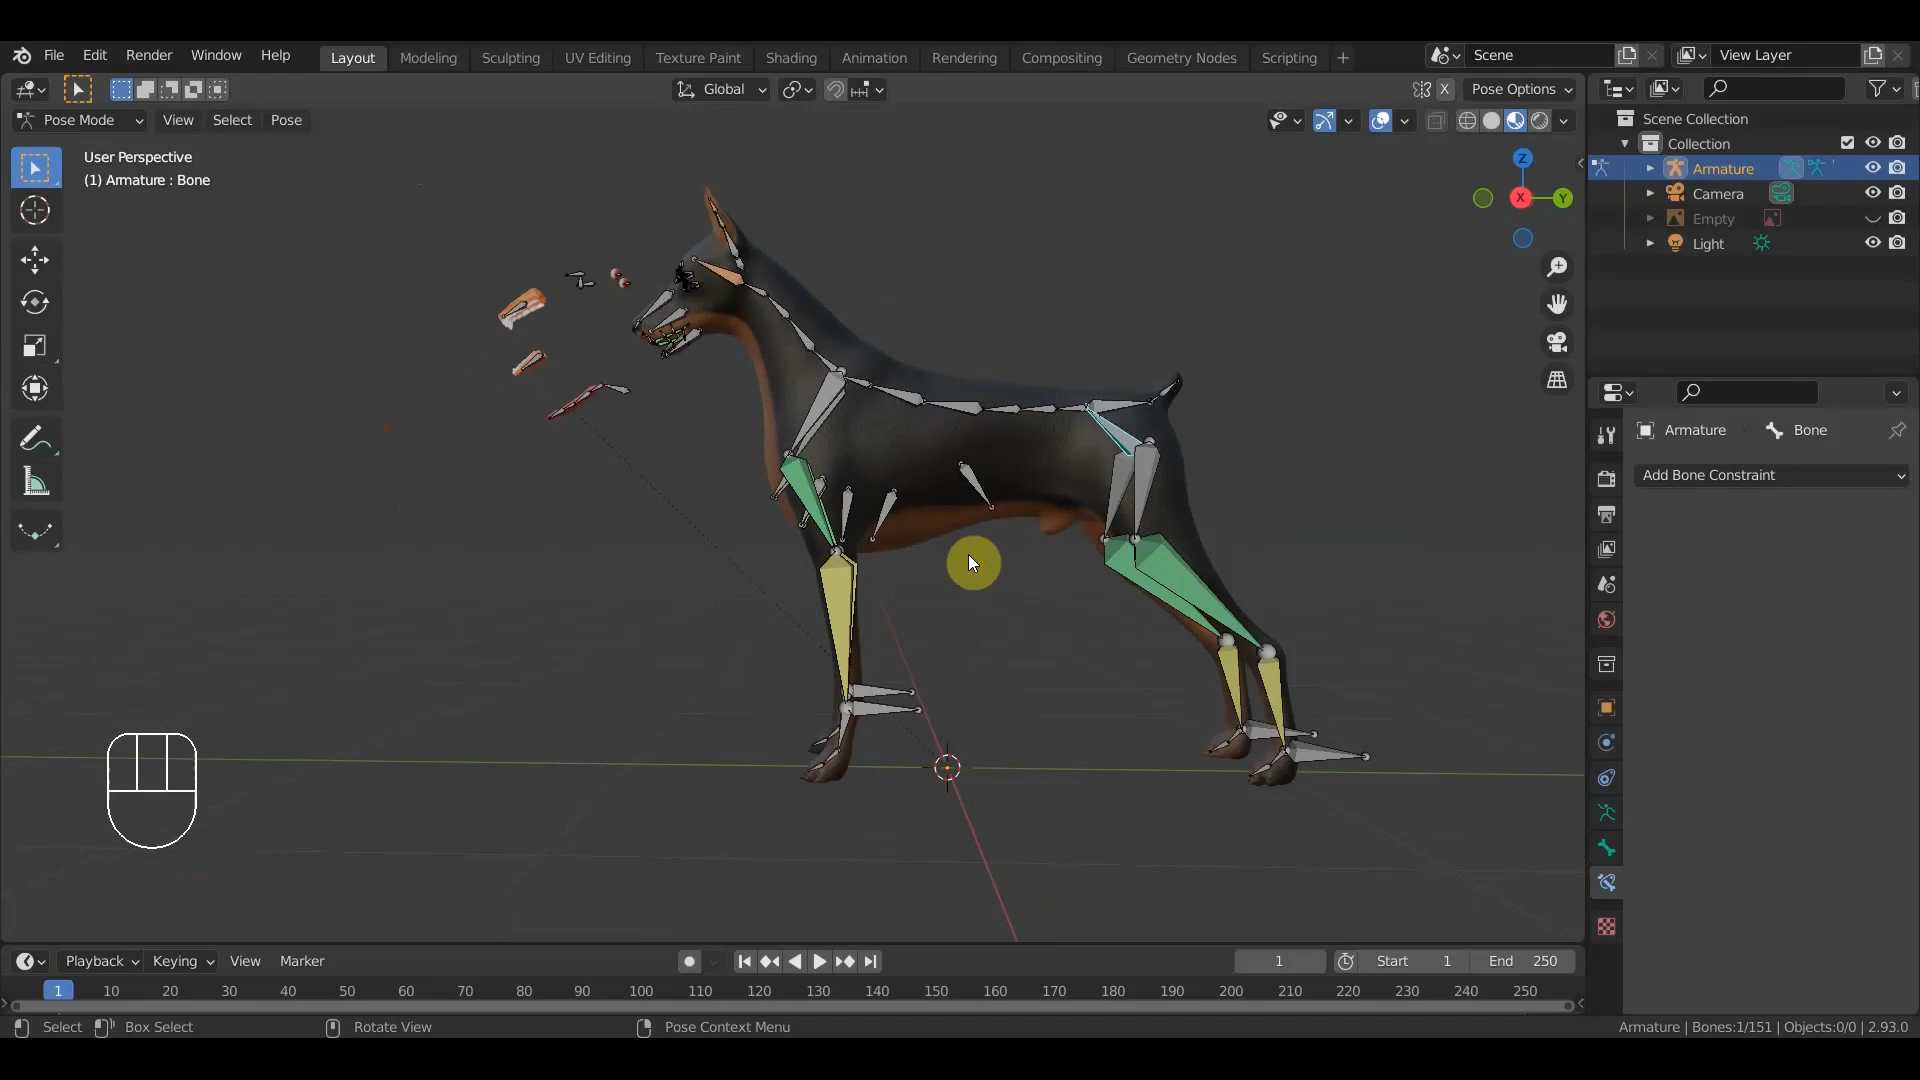 File Edit Render Window Help Layout Modeling Sculpting UV Editing Texture Paint Shading Animation Rendering Compositing Geometry Nodes Scripting Scene View Layer
Global X Pose Options
Pose Mode View Select Pose
User Perspective
(1) Armature : Bone
Z
X
Y
Scene Collection
Collection
Armature
Camera
Empty
Light
Armature Bone
Add Bone Constraint
Playback Keying View Marker 1 Start 1 End 250
1 10 20 30 40 50 60 70 80 90 100 110 120 130 140 150 160 170 180 190 200 210 220 230 240 250
Select Box Select Rotate View Pose Context Menu Armature | Bones:1/151 | Objects:0/0 | 2.93.0